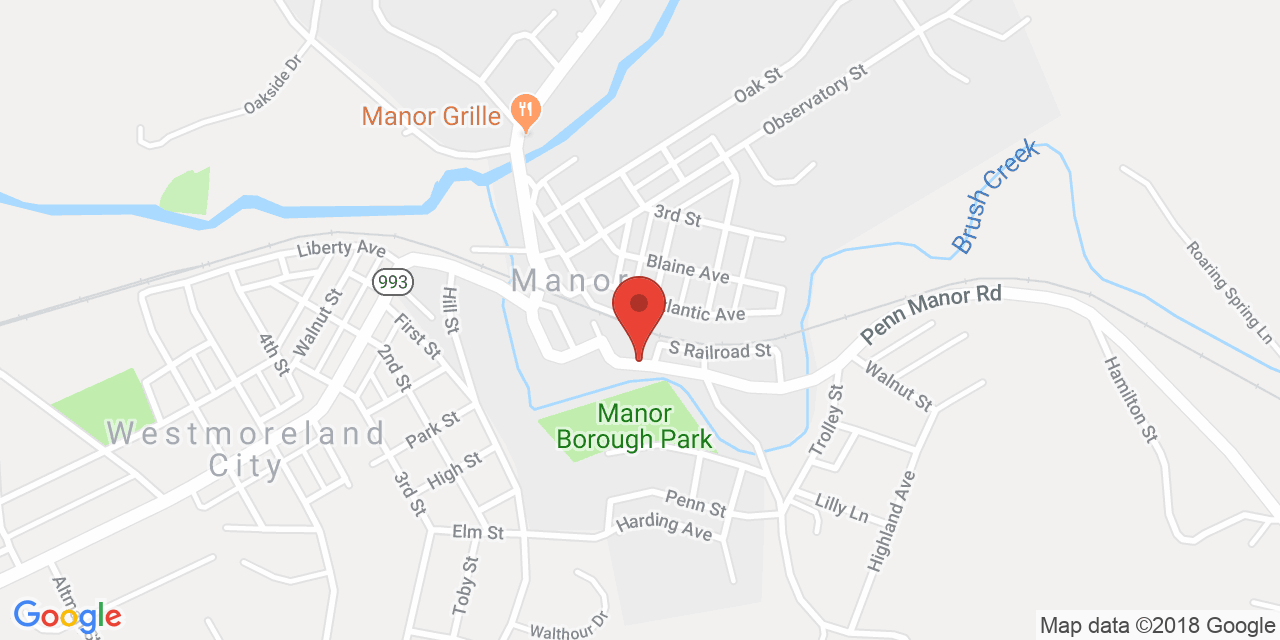 Oakside Dr
Manor Grille
Oak St
Observatory St
Brush Creek
3rd St
Liberty Ave
993
Manor
Blaine Ave
Roaring Spring Ln
Hill St
Walnut St
First St
4th St
2nd St
Penn Manor Rd
S Railroad St
Walnut St
Hamilton St
Trolley St
Manor
Borough Park
Westmoreland
City
Park St
High St
3rd St
Penn St
Lilly Ln
Highland Ave
Elm St
Harding Ave
Toby St
Walthour Dr
Google
Map data ©2018 Google